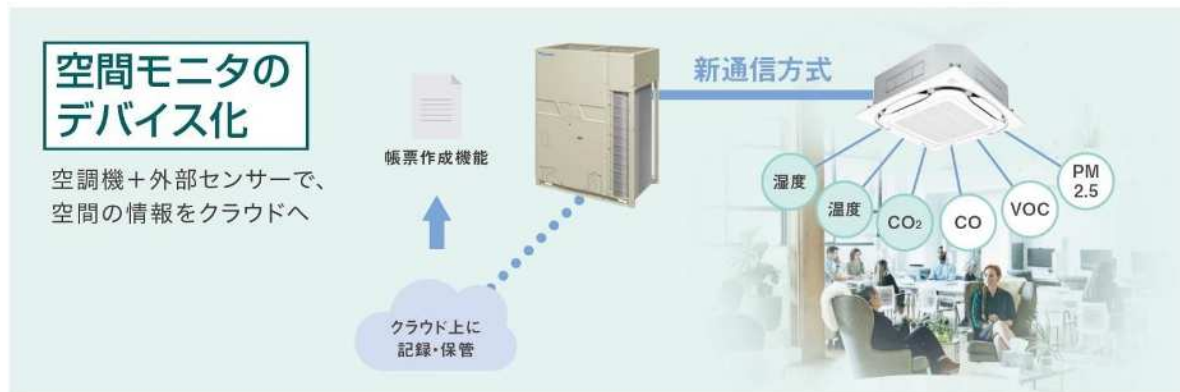 空間モニタの
デバイス化
空調機+外部センサーで、
空間の情報をクラウドへ
帳票作成機能
クラウド上に
記録・保管
新通信方式
湿度
温度
CO₂
CO
VOC
PM
2.5